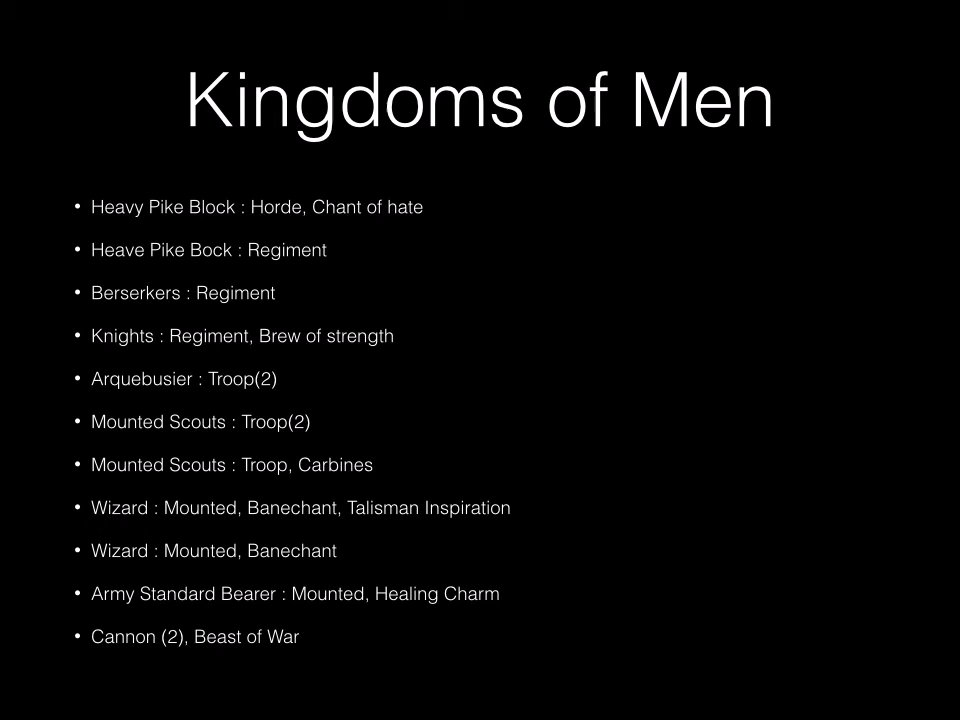 Kingdoms of Men
• Heavy Pike Block : Horde, Chant of hate
• Heave Pike Bock : Regiment
• Berserkers : Regiment
• Knights : Regiment, Brew of strength
• Arquebusier : Troop(2)
• Mounted Scouts : Troop(2)
• Mounted Scouts : Troop, Carbines
• Wizard : Mounted, Banechant, Talisman Inspiration
• Wizard : Mounted, Banechant
• Army Standard Bearer : Mounted, Healing Charm
• Cannon (2), Beast of War